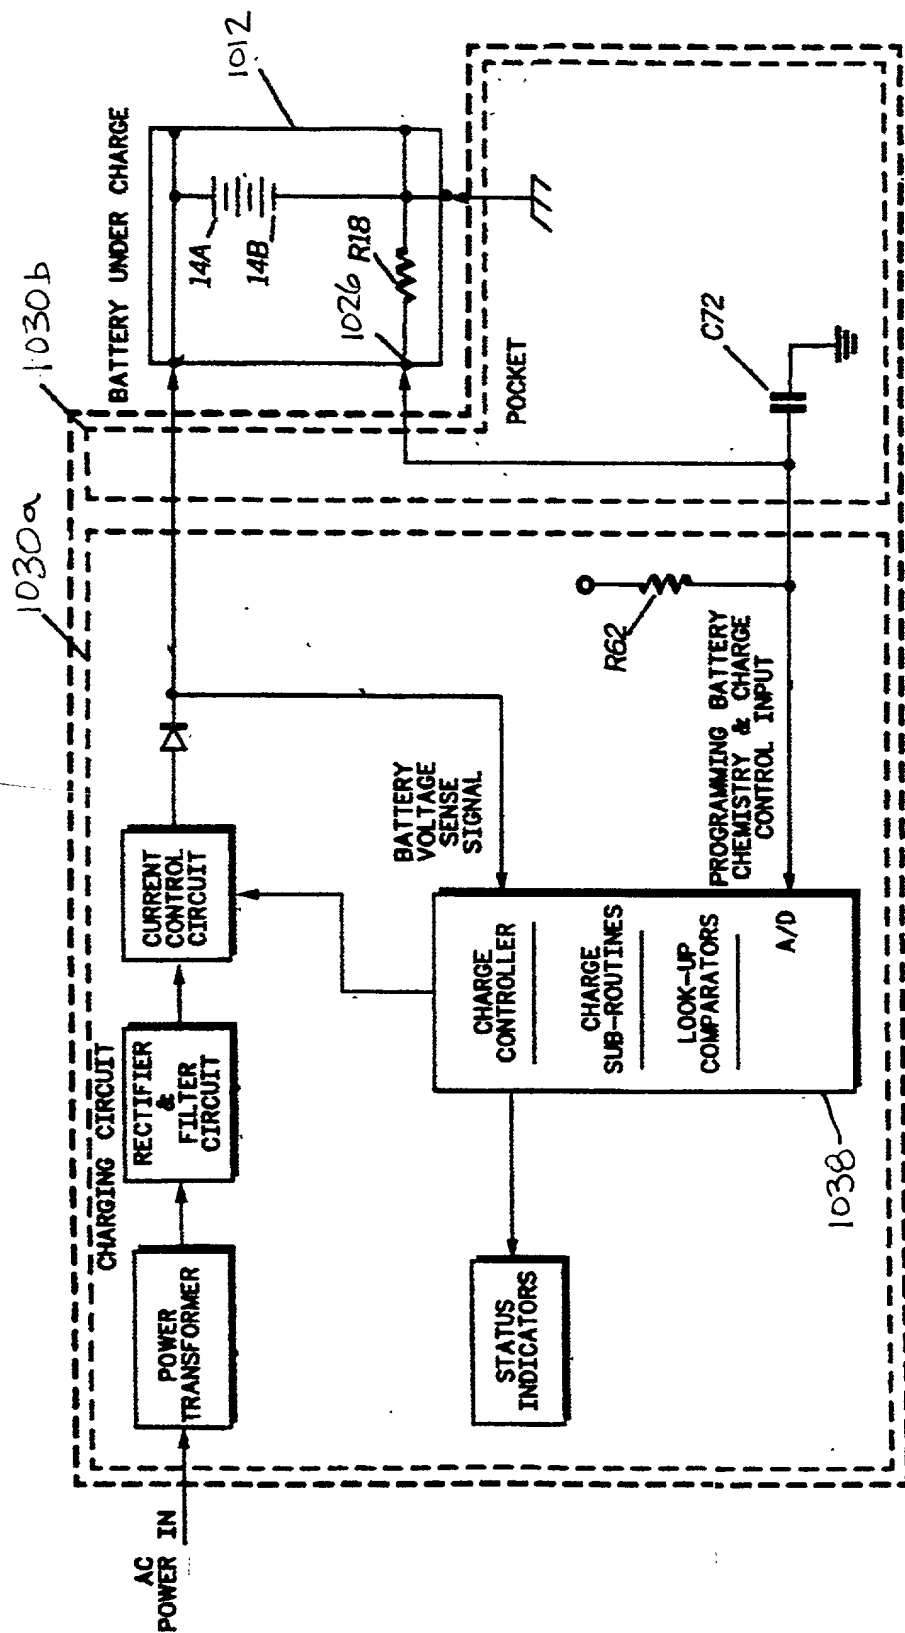 1012
BATTERY UNDER CHARGE
14A
14B
1026
R18
1030b
1030a
POCKET
C72
CHARGING CIRCUIT
AC
POWER IN
POWER
TRANSFORMER
RECTIFIER
&
FILTER
CIRCUIT
CURRENT
CONTROL
CIRCUIT
BATTERY
VOLTAGE
SENSE
SIGNAL
R62
PROGRAMMING BATTERY
CHEMISTRY & CHARGE
CONTROL INPUT
CHARGE
CONTROLLER
CHARGE
SUB-ROUTINES
LOOK-UP
COMPARATORS
A/D
STATUS
INDICATORS
1038